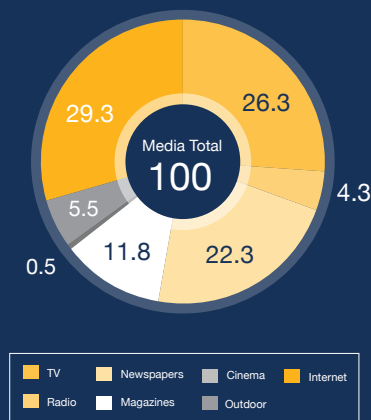 29.3
26.3
Media Total
100
4.3
5.5
11.8
22.3
0.5
TV
Newspapers
Cinema
Internet
Radio
Magazines
Outdoor